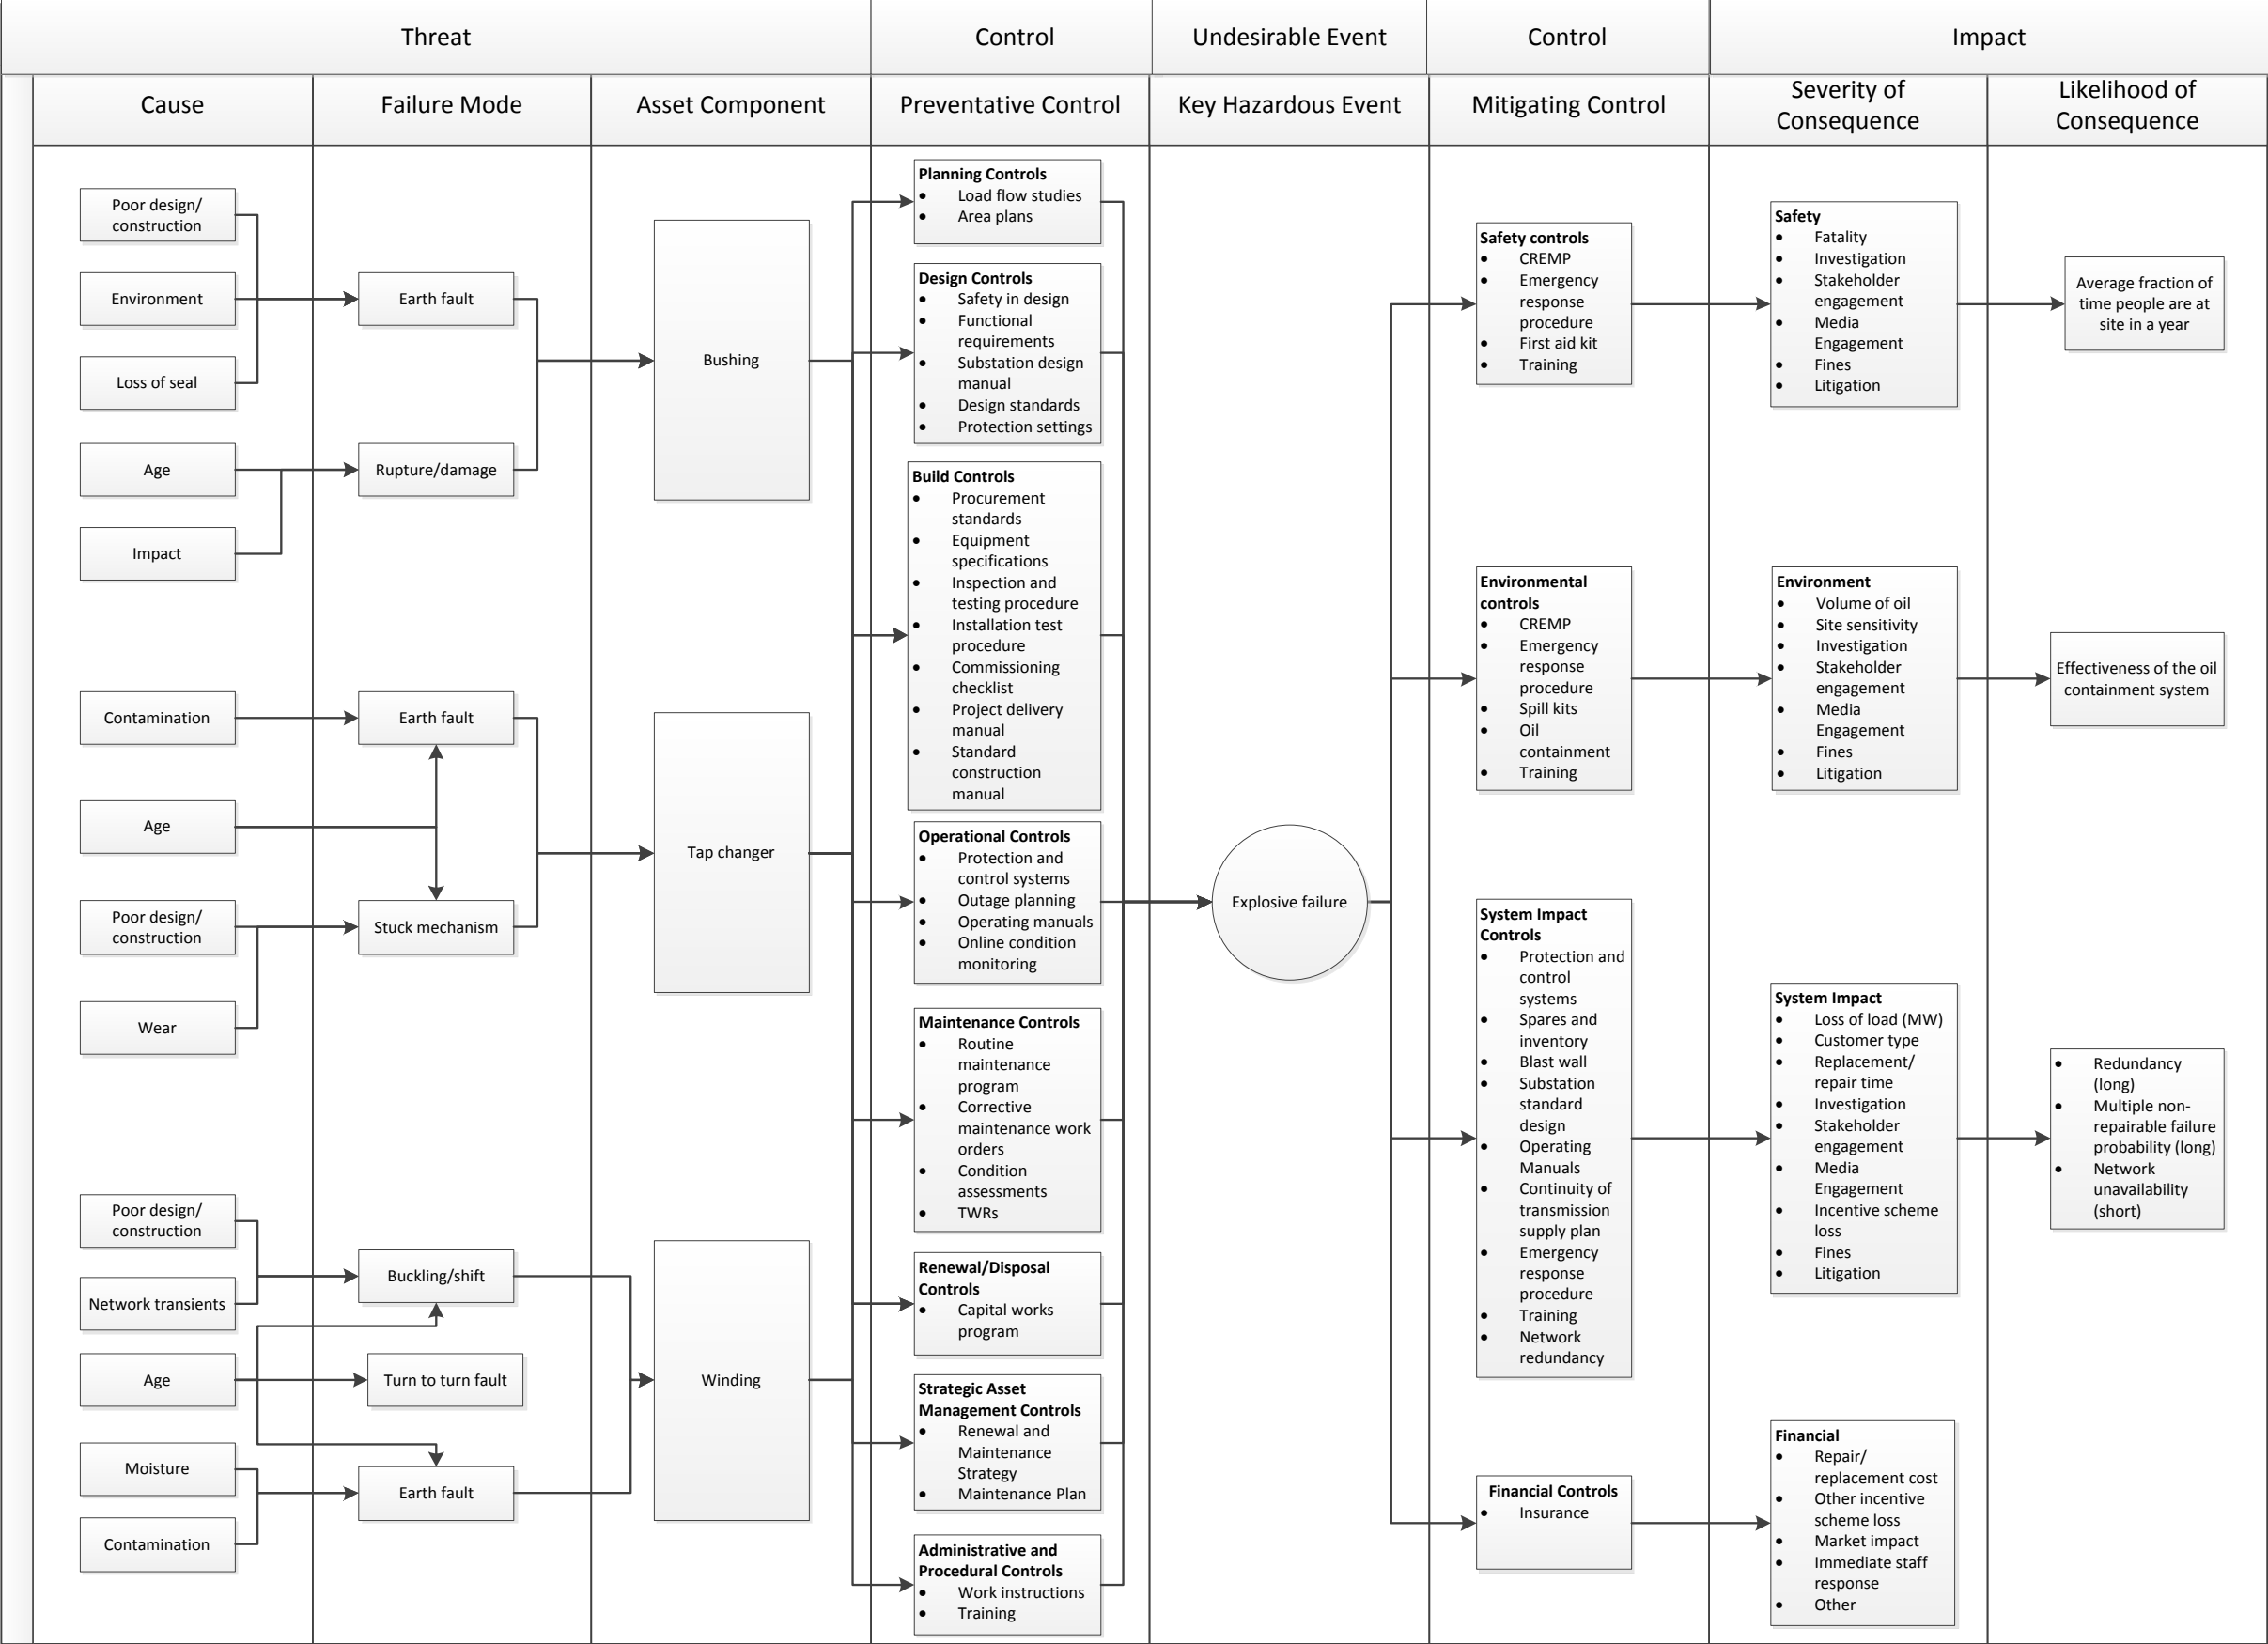 Threat
Control
Undesirable Event
Control
Impact
Cause
Failure Mode
Asset Component
Preventative Control
Key Hazardous Event
Mitigating Control
Severity of
Consequence
Likelihood of
Consequence
Poor design/
construction
Environment
Loss of seal
Age
Impact
Contamination
Age
Poor design/
construction
Wear
Poor design/
construction
Network transients
Age
Moisture
Contamination
Earth fault
Rupture/damage
Earth fault
Stuck mechanism
Buckling/shift
Turn to turn fault
Earth fault
Bushing
Tap changer
Winding
Planning Controls
• Load flow studies
• Area plans
Design Controls
• Safety in design
• Functional
requirements
• Substation design
manual
• Design standards
• Protection settings
Build Controls
• Procurement
standards
• Equipment
specifications
• Inspection and
testing procedure
• Installation test
procedure
• Commissioning
checklist
• Project delivery
manual
• Standard
construction
manual
Operational Controls
• Protection and
control systems
• Outage planning
• Operating manuals
• Online condition
monitoring
Maintenance Controls
• Routine
maintenance
program
• Corrective
maintenance work
orders
• Condition
assessments
• TWRs
Renewal/Disposal
Controls
• Capital works
program
Strategic Asset
Management Controls
• Renewal and
Maintenance
Strategy
• Maintenance Plan
Administrative and
Procedural Controls
• Work instructions
• Training
Explosive failure
Safety controls
• CREMP
• Emergency
response
procedure
• First aid kit
• Training
Environmental
controls
• CREMP
• Emergency
response
procedure
• Spill kits
• Oil
containment
• Training
System Impact
Controls
• Protection and
control
systems
• Spares and
inventory
• Blast wall
• Substation
standard
design
• Operating
Manuals
• Continuity of
transmission
supply plan
• Emergency
response
procedure
• Training
• Network
redundancy
Financial Controls
• Insurance
Safety
• Fatality
• Investigation
• Stakeholder
engagement
• Media
Engagement
• Fines
• Litigation
Environment
• Volume of oil
• Site sensitivity
• Investigation
• Stakeholder
engagement
• Media
Engagement
• Fines
• Litigation
System Impact
• Loss of load (MW)
• Customer type
• Replacement/
repair time
• Investigation
• Stakeholder
engagement
• Media
Engagement
• Incentive scheme
loss
• Fines
• Litigation
Financial
• Repair/
replacement cost
• Other incentive
scheme loss
• Market impact
• Immediate staff
response
• Other
Average fraction of
time people are at
site in a year
Effectiveness of the oil
containment system
• Redundancy
(long)
• Multiple non-
repairable failure
probability (long)
• Network
unavailability
(short)